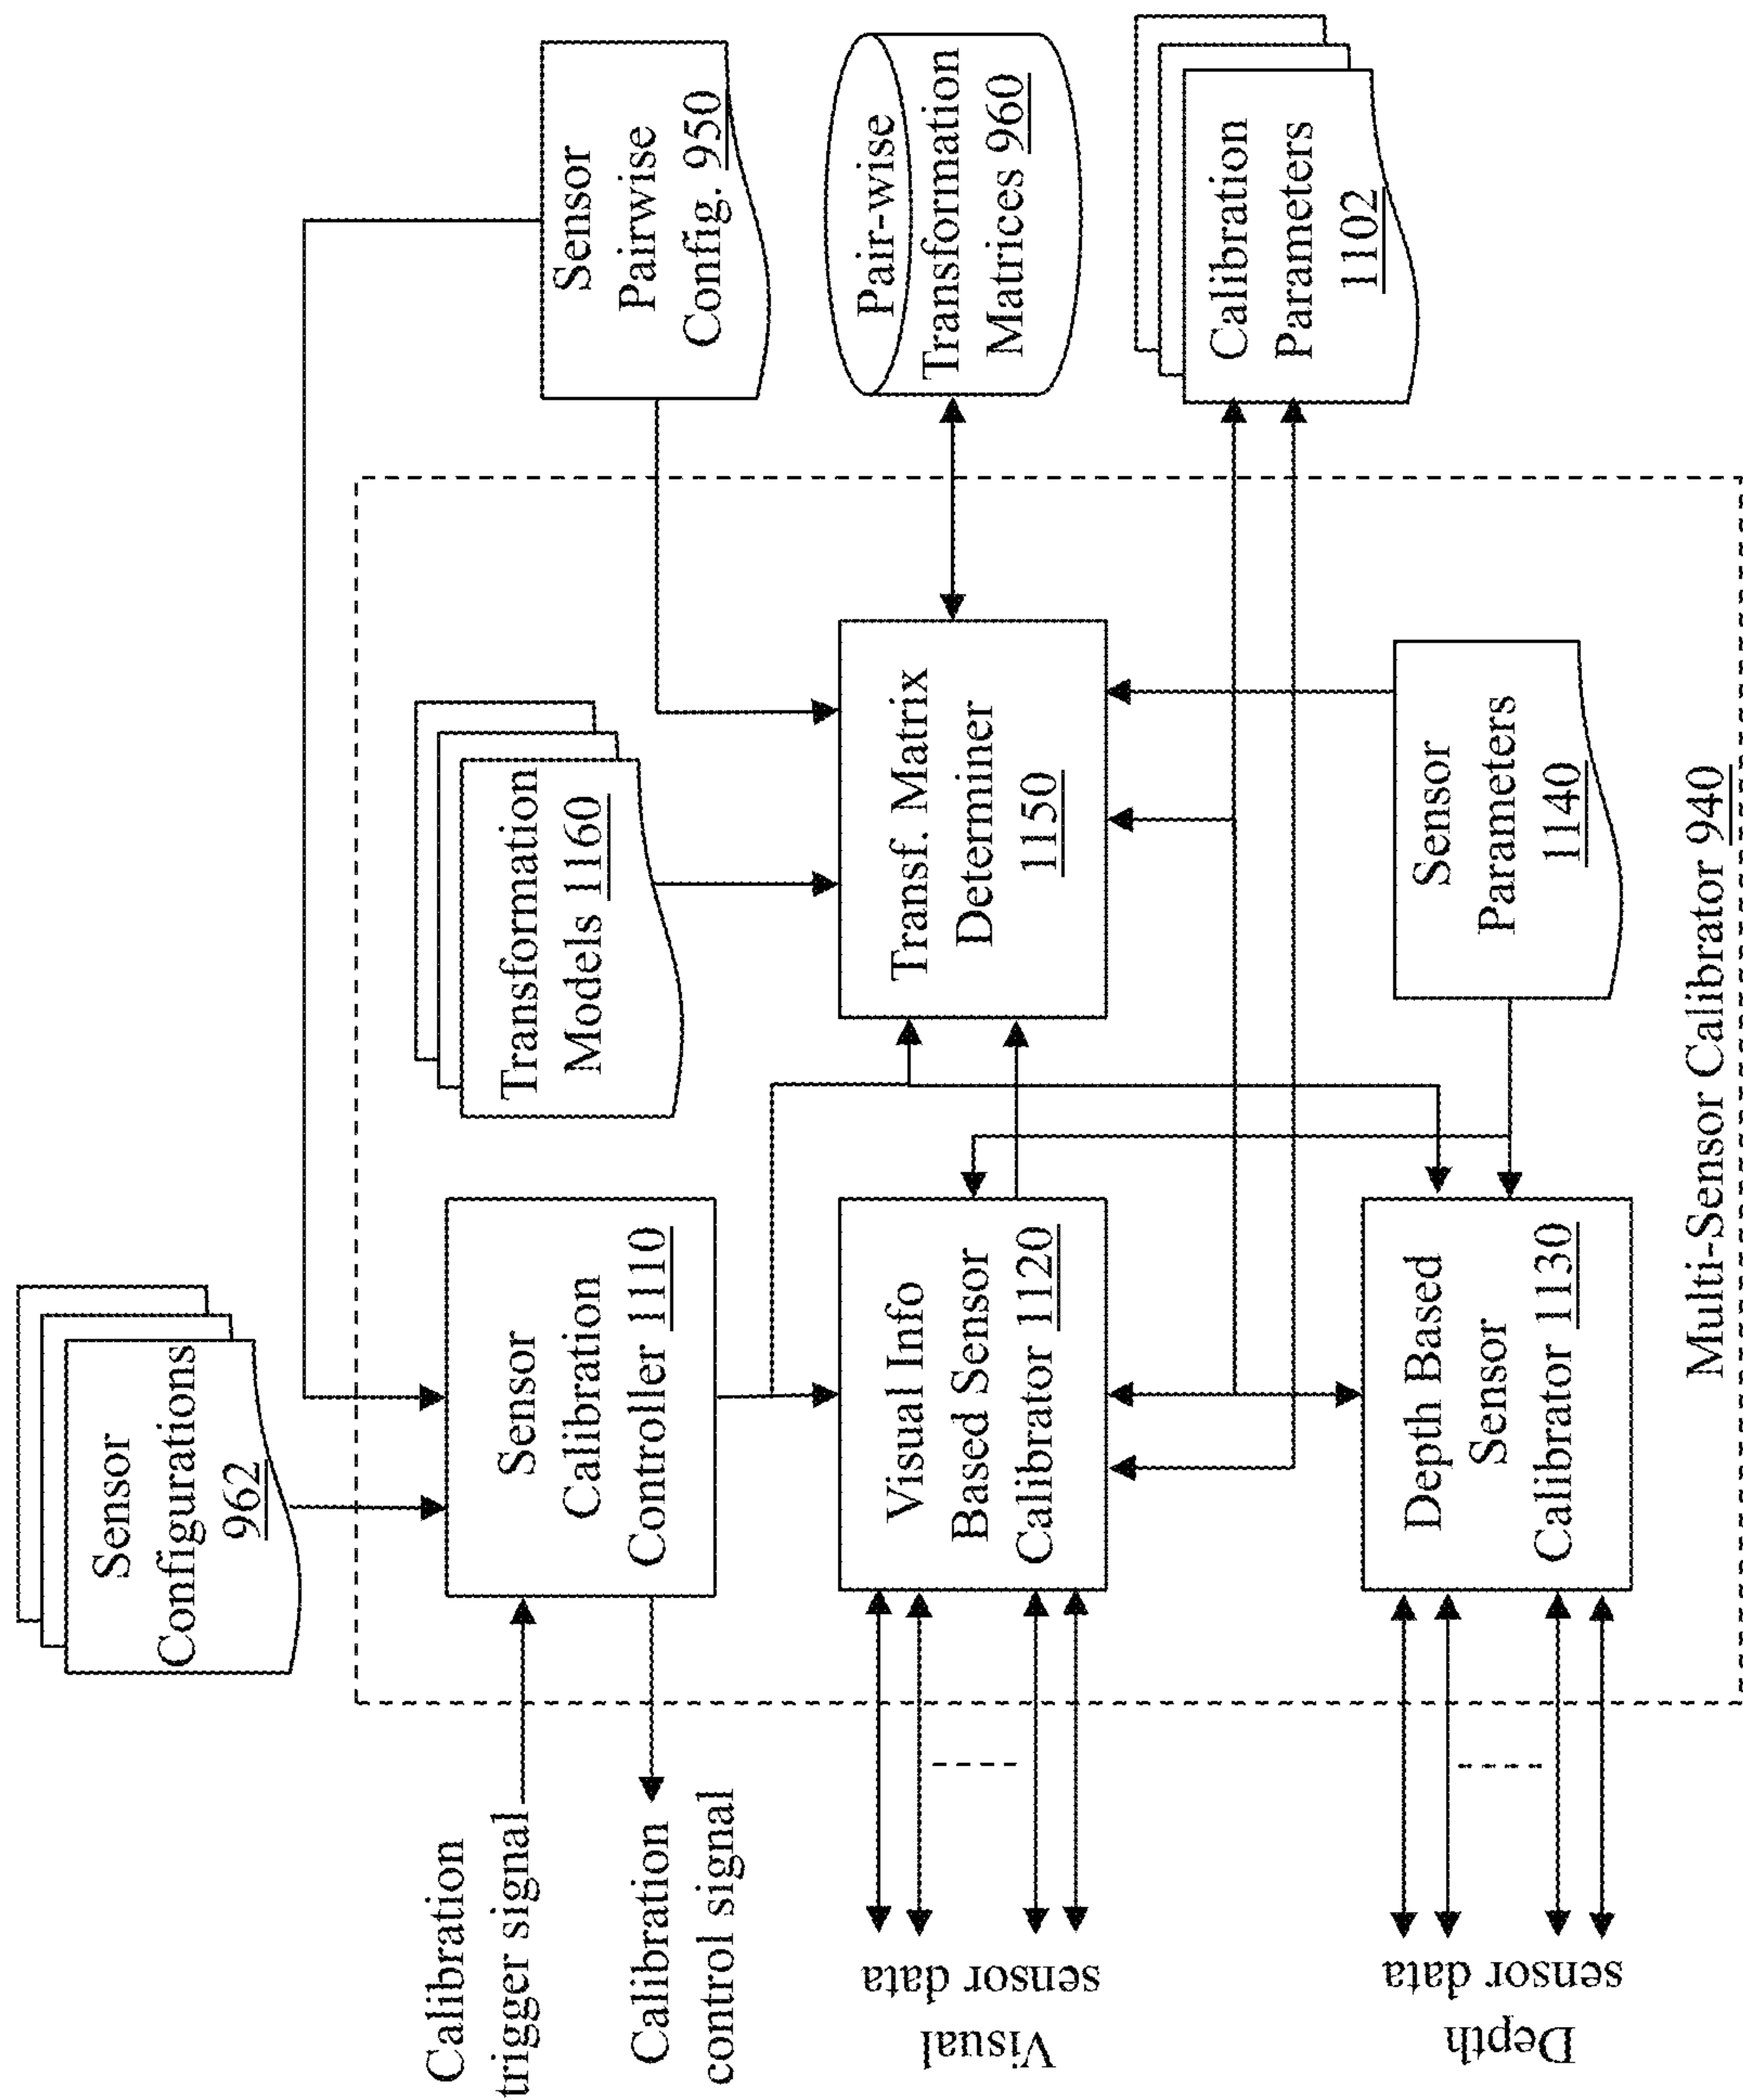 Sensor
Configurations
962
Calibration
trigger signal
Calibration
control signal
Sensor
Calibration
Controller 1110
Transformation
Models 1160
Sensor
Pairwise
Config. 950
Visual
sensor data
Visual Info
Based Sensor
Calibrator 1120
Transf. Matrix
Determiner
1150
Pair-wise
Transformation
Matrices 960
Calibration
Parameters
1102
Depth
sensor data
Depth Based
Sensor
Calibrator 1130
Sensor
Parameters
1140
Multi-Sensor Calibrator 940